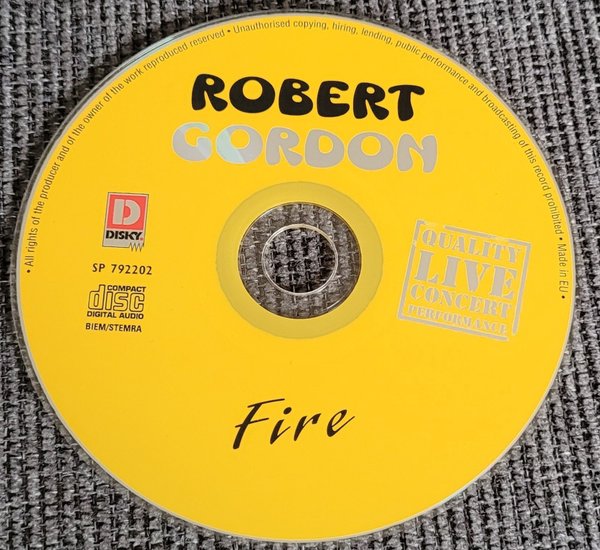 • All rights of the producer and of the owner of the work reproduced reserved • Unauthorised copying, hiring, lending, public performance and broadcasting of this record prohibited • Made in EU •
ROBERT
GORDON
D
DISKY
SP 792202
COMPACT
disc
DIGITAL AUDIO
BIEM/STEMRA
QUALITY
LIVE
CONCERT
PERFORMANCE
Fire